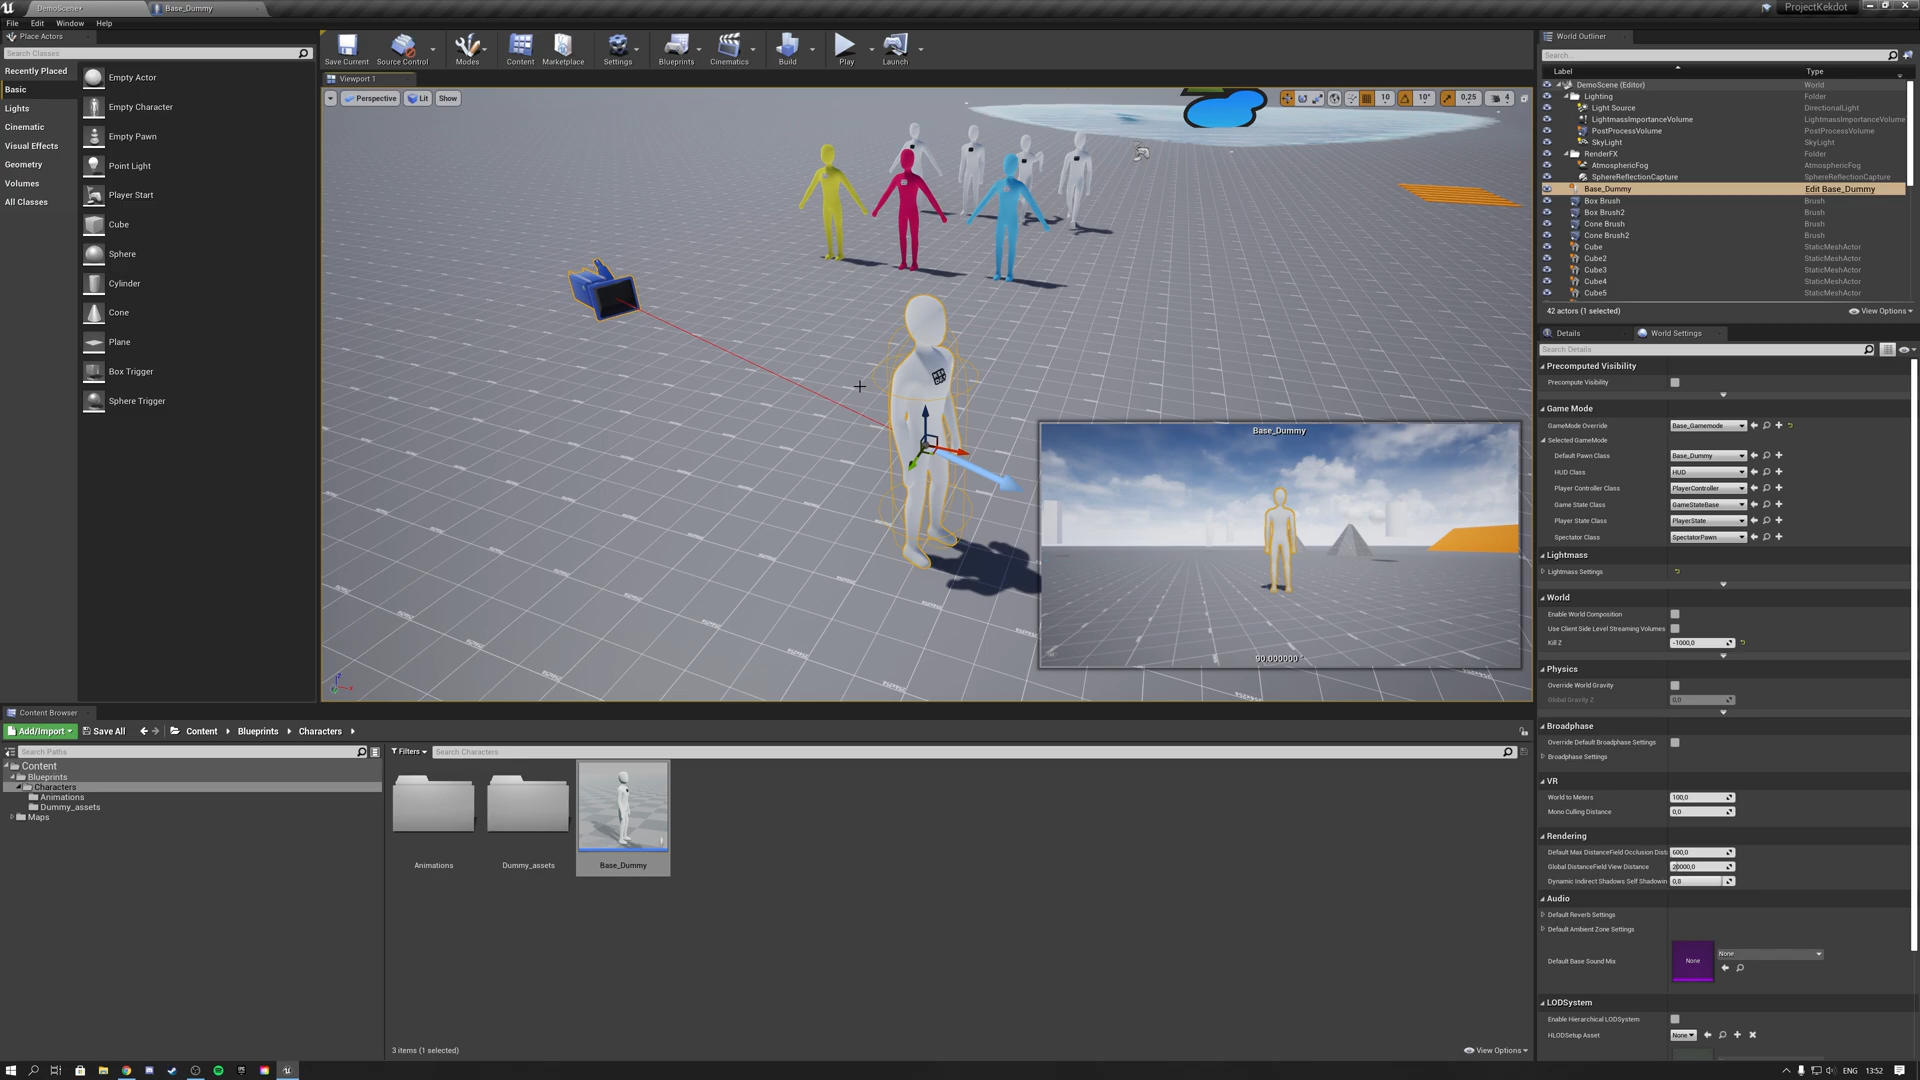 DemoScene*
Base_Dummy
ProjectKekdot
File Edit Window Help
Place Actors
Search Classes
Recently Placed
Basic
Lights
Cinematic
Visual Effects
Geometry
Volumes
All Classes
Empty Actor
Empty Character
Empty Pawn
Point Light
Player Start
Cube
Sphere
Cylinder
Cone
Plane
Box Trigger
Sphere Trigger
Save Current
Source Control
Modes
Content
Marketplace
Settings
Blueprints
Cinematics
Build
Play
Launch
Viewport 1
Perspective Lit Show
10 10° 0,25 4
Base_Dummy
90,000000 °
World Outliner
Search...
Label Type
DemoScene (Editor) World
Lighting Folder
Light Source DirectionalLight
LightmassImportanceVolume LightmassImportanceVolume
PostProcessVolume PostProcessVolume
SkyLight SkyLight
RenderFX Folder
AtmosphericFog AtmosphericFog
SphereReflectionCapture SphereReflectionCapture
Base_Dummy Edit Base_Dummy
Box Brush Brush
Box Brush2 Brush
Cone Brush Brush
Cone Brush2 Brush
Cube StaticMeshActor
Cube2 StaticMeshActor
Cube3 StaticMeshActor
Cube4 StaticMeshActor
Cube5 StaticMeshActor
42 actors (1 selected)
View Options
Details
World Settings
Search Details
Precomputed Visibility
Precompute Visibility
Game Mode
GameMode Override Base_Gamemode
Selected GameMode
Default Pawn Class Base_Dummy
HUD Class HUD
Player Controller Class PlayerController
Game State Class GameStateBase
Player State Class PlayerState
Spectator Class SpectatorPawn
Lightmass
Lightmass Settings
World
Enable World Composition
Use Client Side Level Streaming Volumes
Kill Z -1000,0
Physics
Override World Gravity
Global Gravity Z 0,0
Broadphase
Override Default Broadphase Settings
Broadphase Settings
VR
World to Meters 100,0
Mono Culling Distance 0,0
Rendering
Default Max DistanceField Occlusion Dist 600,0
Global DistanceField View Distance 20000,0
Dynamic Indirect Shadows Self Shadowin 0,8
Audio
Default Reverb Settings
Default Ambient Zone Settings
Default Base Sound Mix None None
LODSystem
Enable Hierarchical LODSystem
HLODSetup Asset None
Content Browser
Add/Import Save All Content Blueprints Characters
Search Paths
Filters Search Characters
Content
Blueprints
Characters
Animations
Dummy_assets
Maps
Animations
Dummy_assets
Base_Dummy
3 items (1 selected)
View Options
ENG 13:52